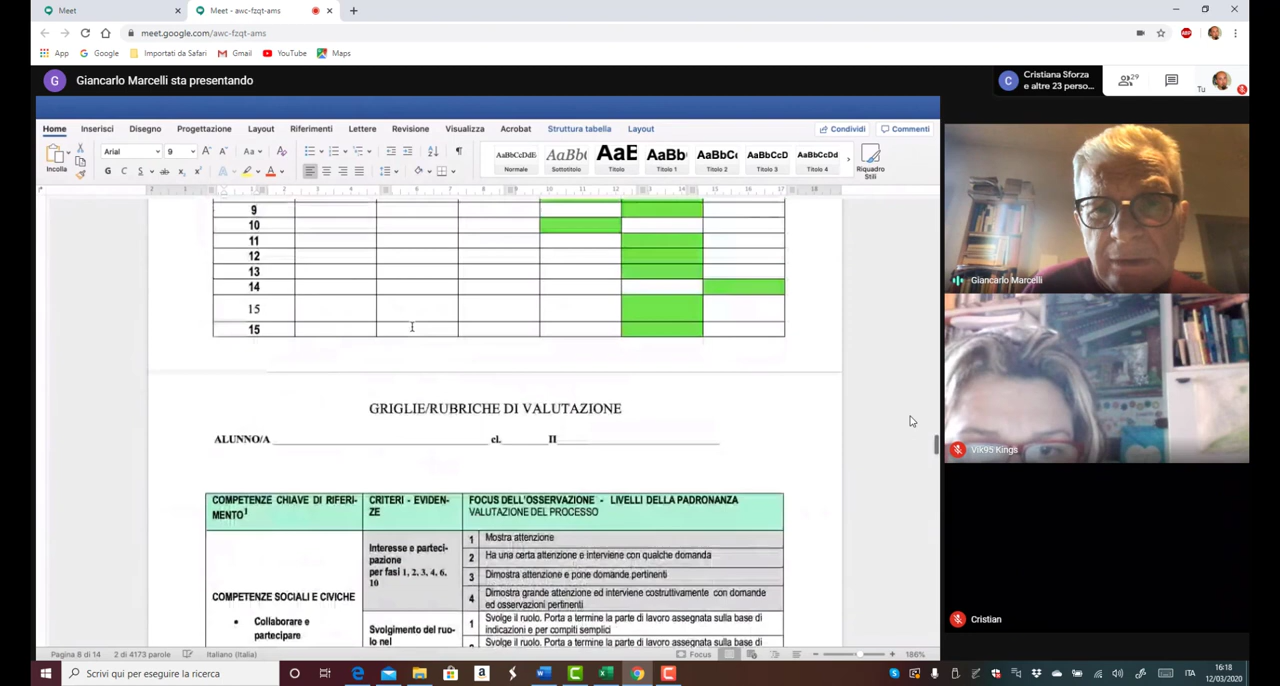 Meet
Meet - awc-fzqt-ams
meet.google.com/awc-fzqt-ams
App Google Importati da Safari Gmail YouTube Maps
G Giancarlo Marcelli sta presentando
C Cristiana Sforza
e altre 23 perso...
29
Tu
Home Inserisci Disegno Progettazione Layout Riferimenti Lettere Revisione Visualizza Acrobat Struttura tabella Layout Condividi Commenti
Incolla
Arial 9
AaBbCcDdE AaBbC AaE AaBb AaBbC AaBbCcD AaBbCcDd
Normale Sottotitolo Titolo Titolo 1 Titolo 2 Titolo 3 Titolo 4
Riquadro
Stili
9
10
11
12
13
14
15
15
GRIGLIE/RUBRICHE DI VALUTAZIONE
ALUNNO/A cl. II
COMPETENZE CHIAVE DI RIFERI-
MENTO1
CRITERI - EVIDEN-
ZE
FOCUS DELL'OSSERVAZIONE - LIVELLI DELLA PADRONANZA
VALUTAZIONE DEL PROCESSO
COMPETENZE SOCIALI E CIVICHE
• Collaborare e
partecipare
Interesse e parteci-
pazione
per fasi 1, 2, 3, 4, 6,
10
1 Mostra attenzione
2 Ha una certa attenzione e interviene con qualche domanda
3 Dimostra attenzione e pone domande pertinenti
4 Dimostra grande attenzione ed interviene costruttivamente con domande
ed osservazioni pertinenti
Svolgimento del ruo-
lo nel
1 Svolge il ruolo. Porta a termine la parte di lavoro assegnata sulla base di
indicazioni e per compiti semplici
Svolge il ruolo. Porta a termine la parte di lavoro assegnata sulla base di
Pagina 8 di 14 2 di 4173 parole Italiano (Italia) Focus 186%
Giancarlo Marcelli
Vik95 Kings
Cristian
Scrivi qui per eseguire la ricerca
ITA
16:18
12/03/2020